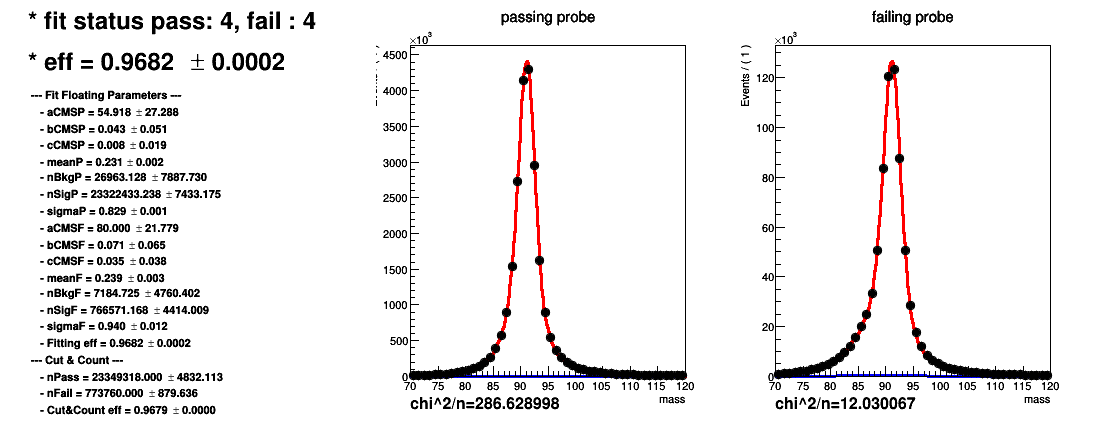 * fit status pass: 4, fail : 4
* eff = 0.9682 ± 0.0002
--- Fit Floating Parameters ---
- aCMSP = 54.918 ± 27.288
- bCMSP = 0.043 ± 0.051
- cCMSP = 0.008 ± 0.019
- meanP = 0.231 ± 0.002
- nBkgP = 26963.128 ± 7887.730
- nSigP = 23322433.238 ± 7433.175
- sigmaP = 0.829 ± 0.001
- aCMSF = 80.000 ± 21.779
- bCMSF = 0.071 ± 0.065
- cCMSF = 0.035 ± 0.038
- meanF = 0.239 ± 0.003
- nBkgF = 7184.725 ± 4760.402
- nSigF = 766571.168 ± 4414.009
- sigmaF = 0.940 ± 0.012
- Fitting eff = 0.9682 ± 0.0002
--- Cut & Count ---
- nPass = 23349318.000 ± 4832.113
- nFail = 773760.000 ± 879.636
- Cut&Count eff = 0.9679 ± 0.0000
passing probe
×10³
4500
4000
3500
3000
2500
2000
1500
1000
500
0
70 75 80 85 90 95 100 105 110 115 120
mass
chi^2/n=286.628998
failing probe
×10³
Events / ( 1 )
120
100
80
60
40
20
0
70 75 80 85 90 95 100 105 110 115 120
mass
chi^2/n=12.030067